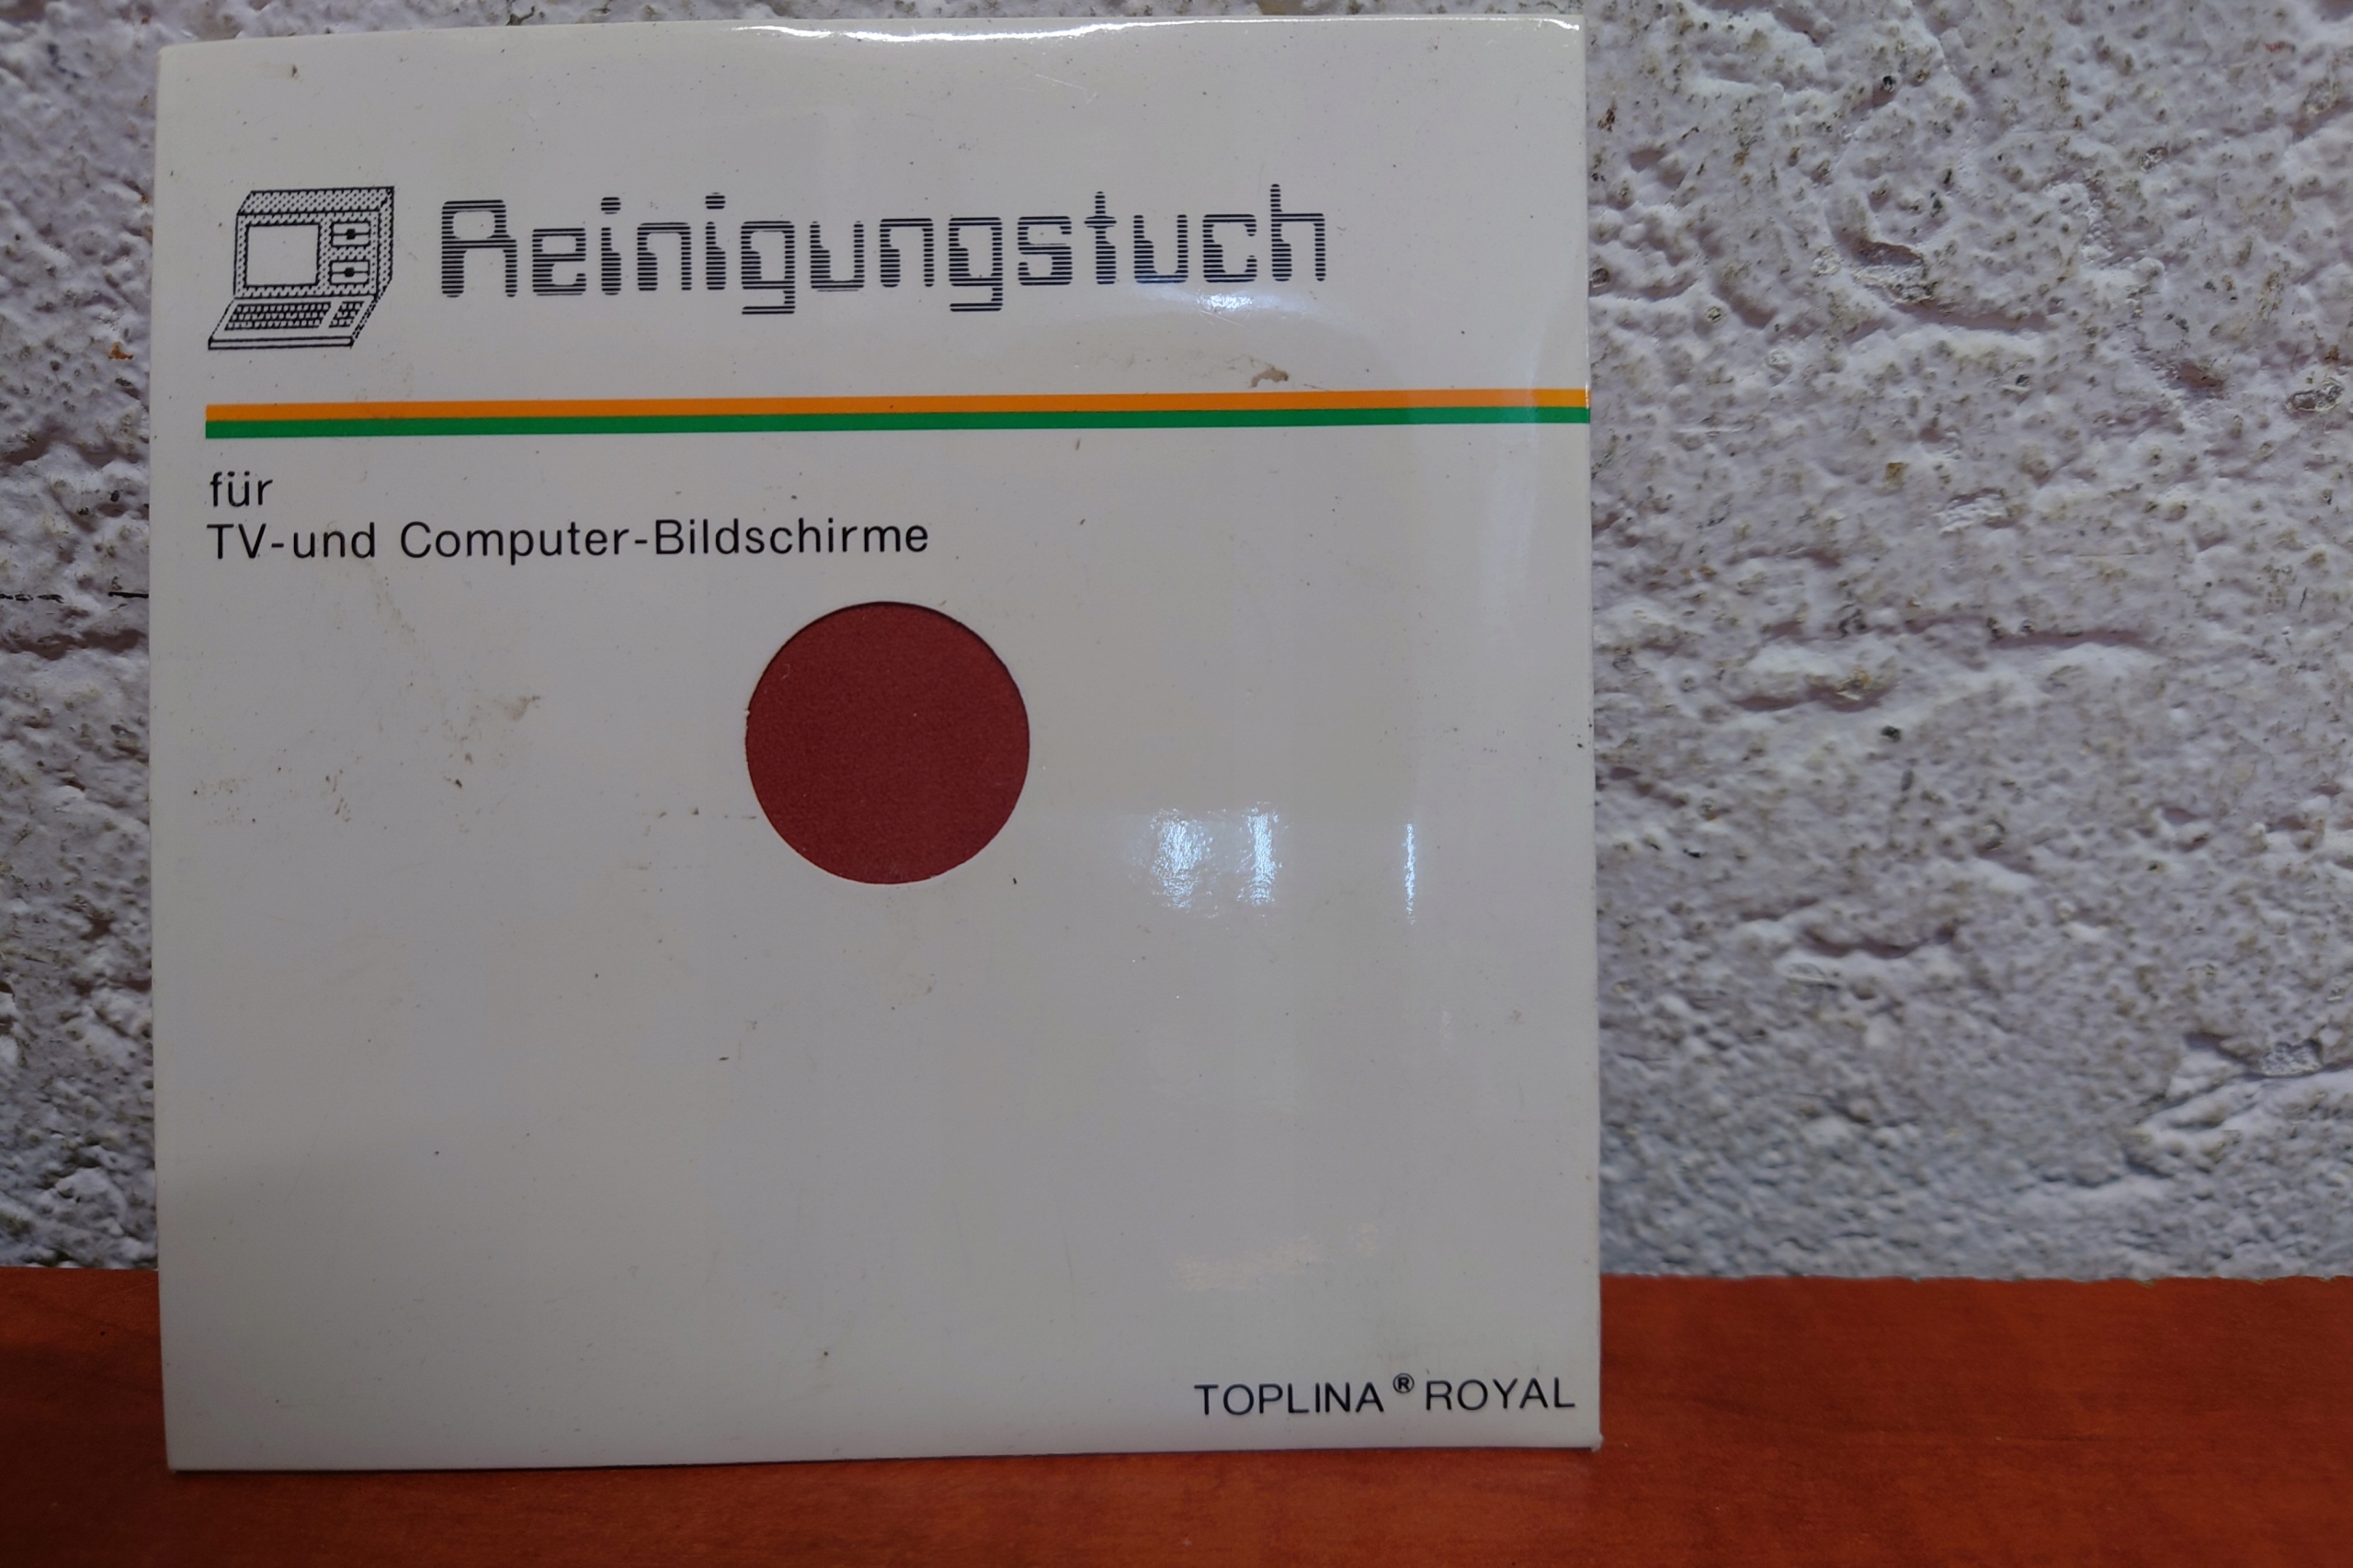 Reinigungstuch
für
TV-und Computer-Bildschirme
TOPLINA® ROYAL